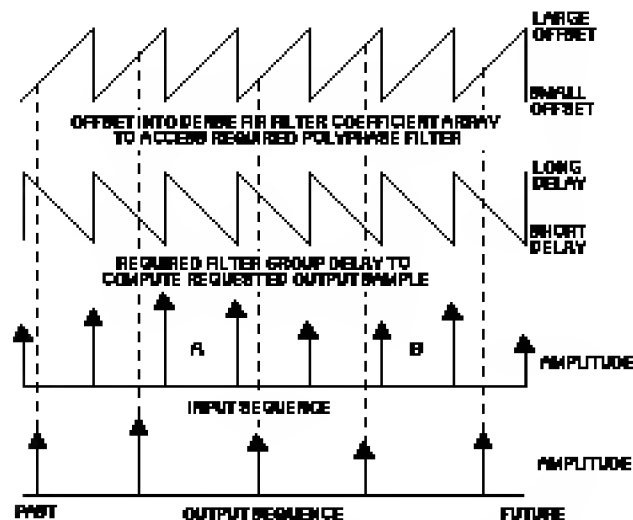 LARGE
OFFSET
SMALL
OFFSET
OFFSET INTO DENSE FIR FILTER COEFFICIENT ARRAY
TO ACCESS REQUIRED POLYPHASE FILTER
LONG
DELAY
SHORT
DELAY
REQUIRED FILTER GROUP DELAY TO
COMPUTE REQUESTED OUTPUT SAMPLE
A
B
AMPLITUDE
INPUT SEQUENCE
AMPLITUDE
PAST
OUTPUT SEQUENCE
FUTURE